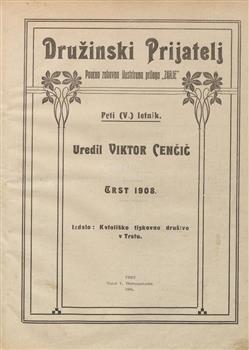 Družinski Prijatelj
Poučno zabavna ilustrirana priloga „ZARJE”
Peti (V.) letnik.
Uredil VIKTOR ČENČIČ
TRST 1908.
Izdalo: Katoliško tiskovno društvo
v Trstu.
TRST
1908.